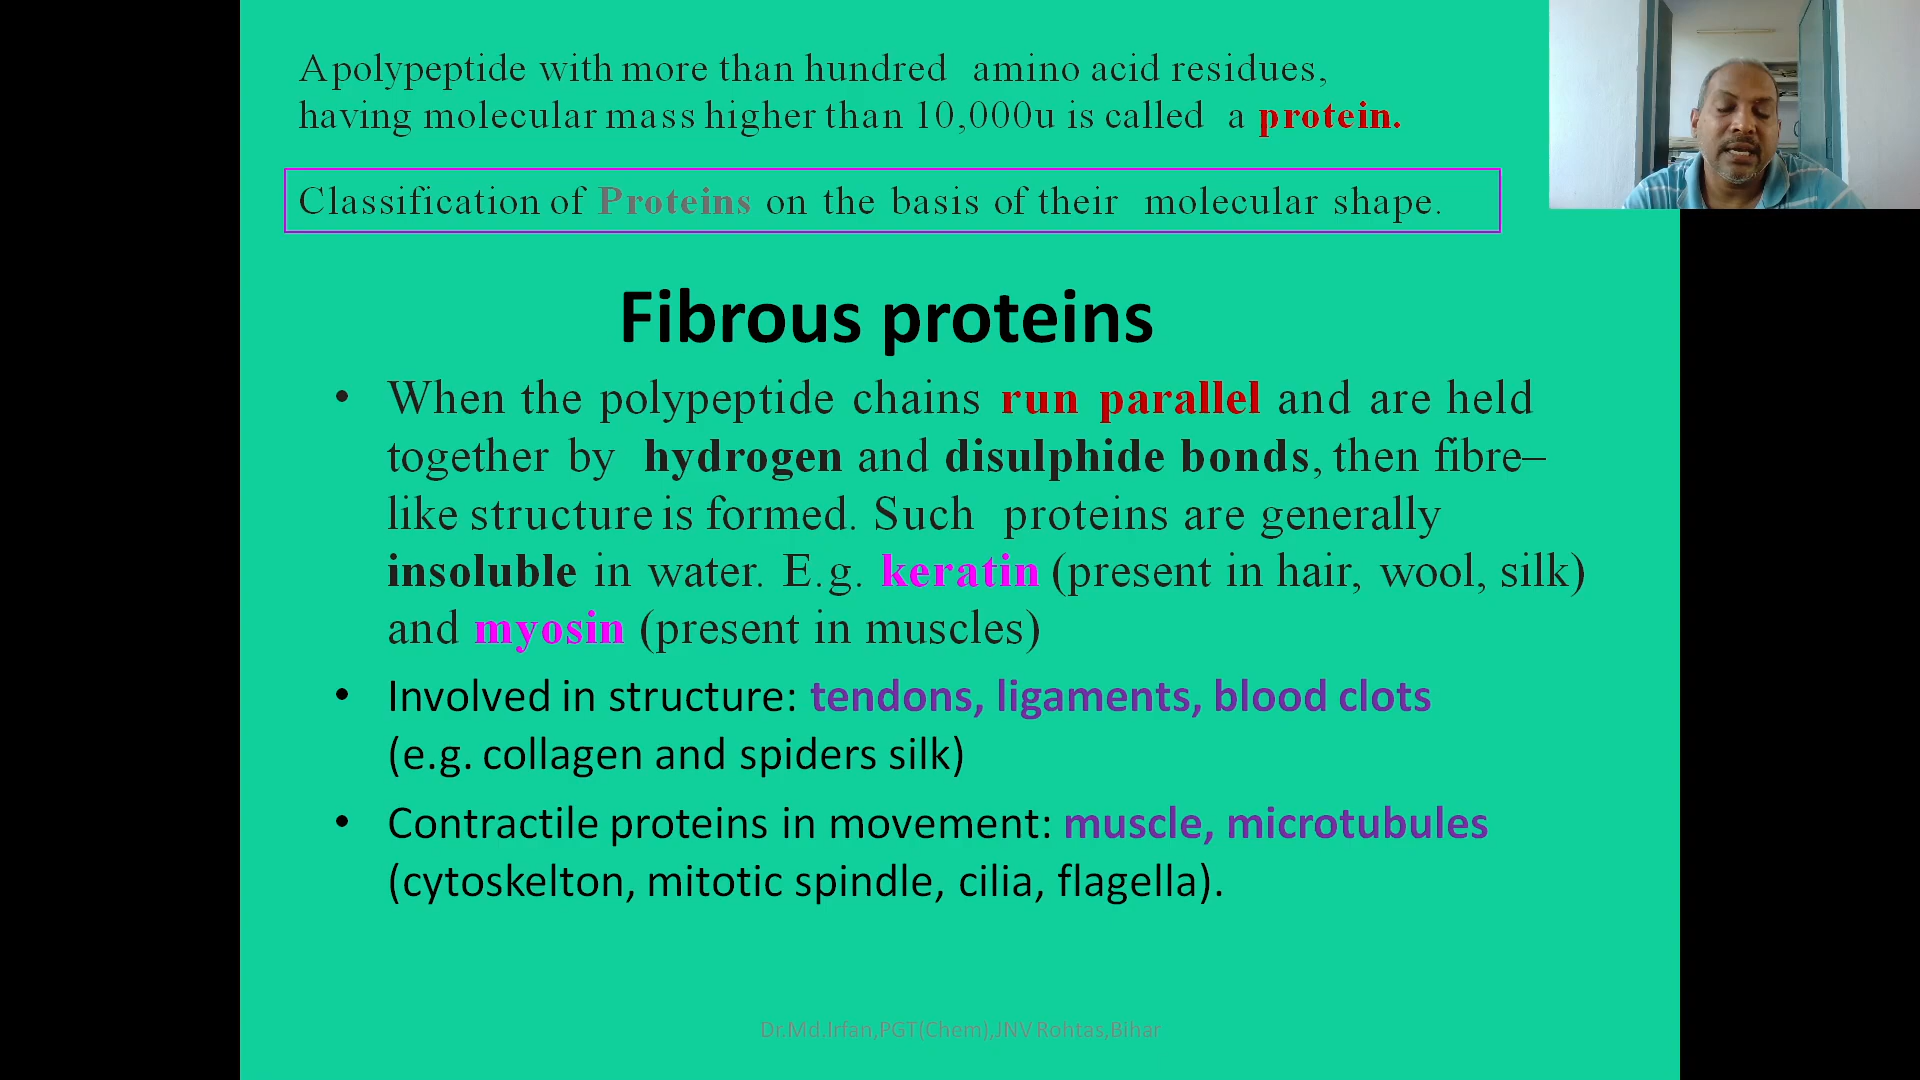 A polypeptide with more than hundred amino acid residues,
having molecular mass higher than 10,000u is called a protein.
Classification of Proteins on the basis of their molecular shape.
Fibrous proteins
• When the polypeptide chains run parallel and are held
together by hydrogen and disulphide bonds, then fibre–
like structure is formed. Such proteins are generally
insoluble in water. E.g. keratin (present in hair, wool, silk)
and myosin (present in muscles)
• Involved in structure: tendons, ligaments, blood clots
(e.g. collagen and spiders silk)
• Contractile proteins in movement: muscle, microtubules
(cytoskelton, mitotic spindle, cilia, flagella).
Dr.Md.Irfan,PGT(Chem),JNV Rohtas,Bihar